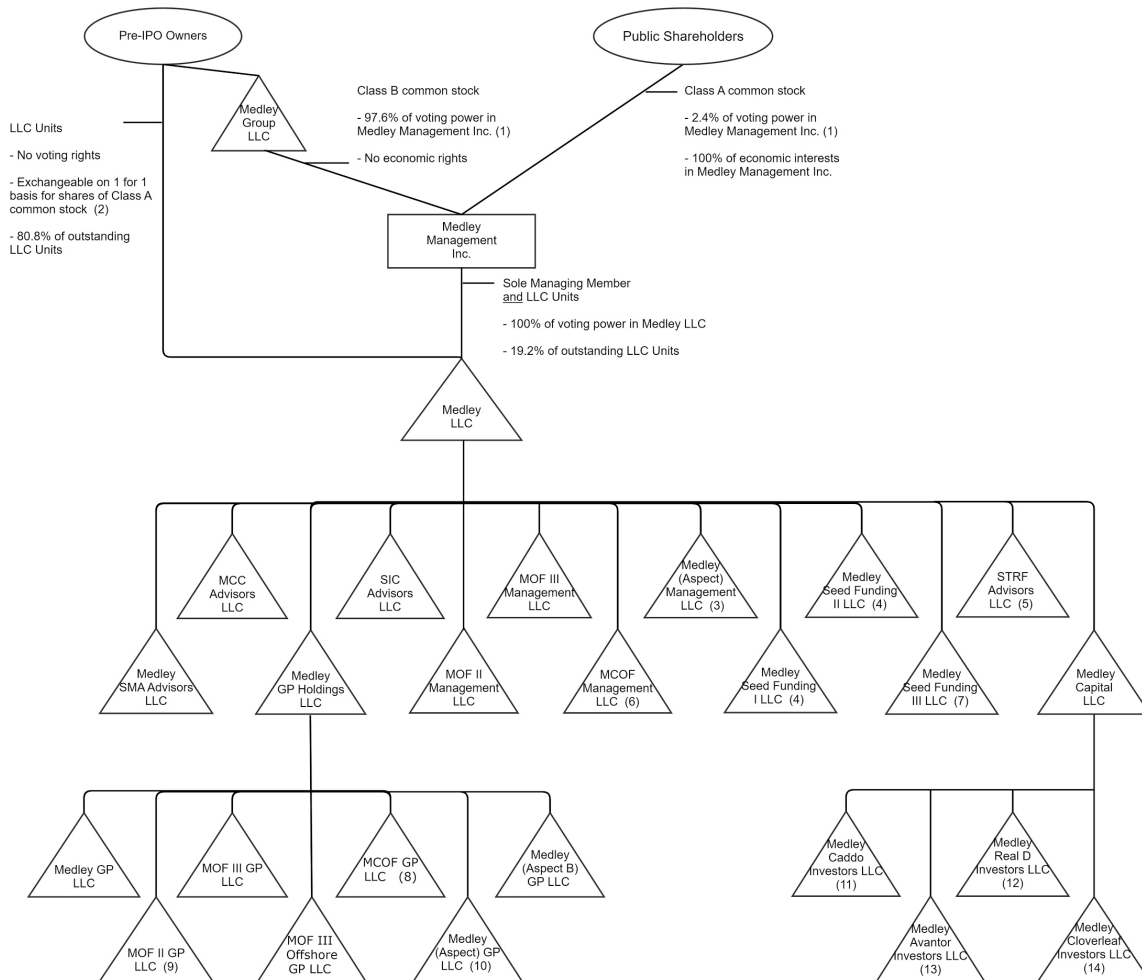 Pre-IPO Owners
Public Shareholders
Medley
Group
LLC
Class B common stock
- 97.6% of voting power in
Medley Management Inc. (1)
- No economic rights
Class A common stock
- 2.4% of voting power in
Medley Management Inc. (1)
- 100% of economic interests
in Medley Management Inc.
LLC Units
- No voting rights
- Exchangeable on 1 for 1
basis for shares of Class A
common stock (2)
- 80.8% of outstanding
LLC Units
Medley
Management
Inc.
Sole Managing Member
and LLC Units
- 100% of voting power in Medley LLC
- 19.2% of outstanding LLC Units
Medley
LLC
MCC
Advisors
LLC
SIC
Advisors
LLC
MOF III
Management
LLC
Medley
(Aspect)
Management
LLC (3)
Medley
Seed Funding
II LLC (4)
STRF
Advisors
LLC (5)
Medley
SMA Advisors
LLC
Medley
GP Holdings
LLC
MOF II
Management
LLC
MCOF
Management
LLC (6)
Medley
Seed Funding
I LLC (4)
Medley
Seed Funding
III LLC (7)
Medley
Capital
LLC
Medley GP
LLC
MOF III GP
LLC
MCOF GP
LLC (8)
Medley
(Aspect B)
GP LLC
Medley
Caddo
Investors LLC
(11)
Medley
Real D
Investors LLC
(12)
MOF II GP
LLC (9)
MOF III
Offshore
GP LLC
Medley
(Aspect) GP
LLC (10)
Medley
Avantor
Investors LLC
(13)
Medley
Cloverleaf
Investors LLC
(14)